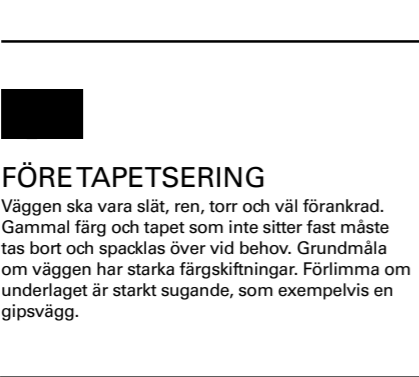 FÖRE TAPETSERING
Väggen ska vara slät, ren, torr och väl förankrad.
Gammal färg och tapet som inte sitter fast måste
tas bort och spacklas över vid behov. Grundmåla
om väggen har starka färgskiftningar. Förlimma om
underlaget är starkt sugande, som exempelvis en
gipsvägg.